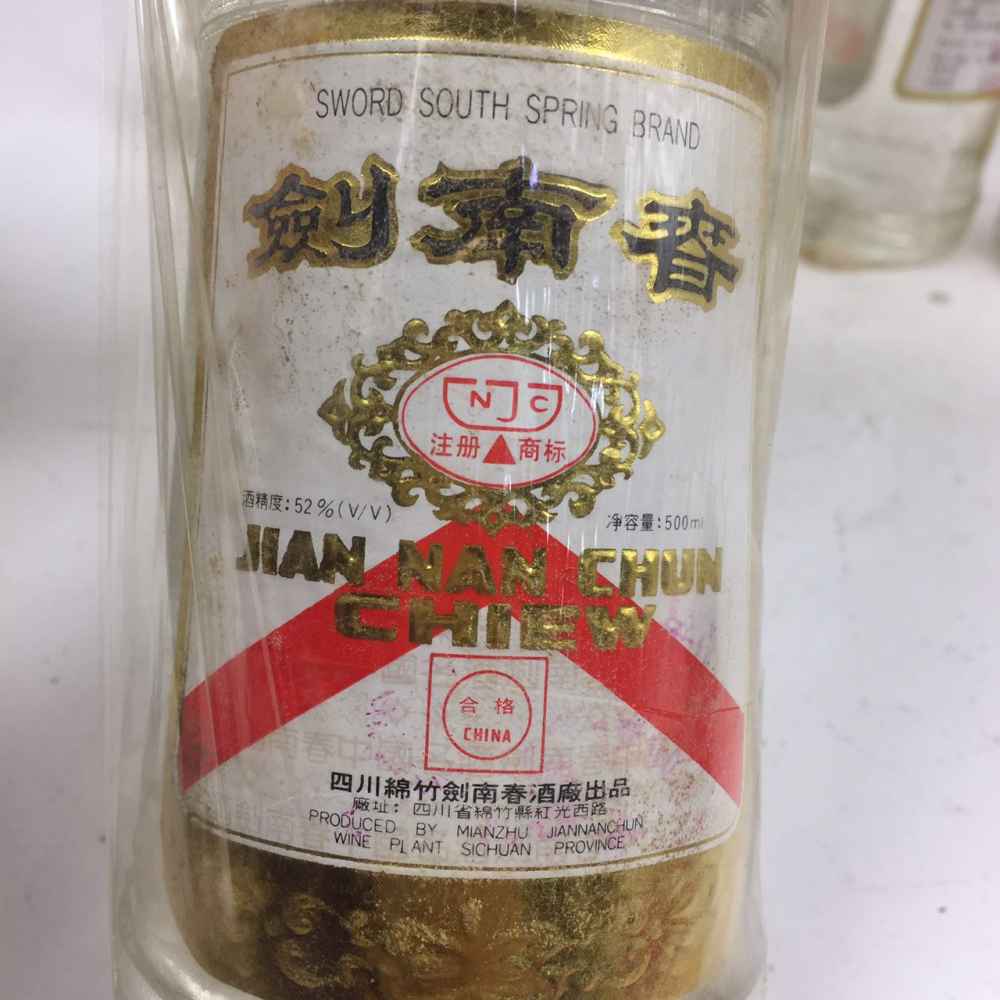 SWORD SOUTH SPRING BRAND
劍南春
NJC
注册 商标
酒精度:52%(V/V)
净容量:500ml
JIAN NAN CHUN
CHIEW
合格
CHINA
四川綿竹劍南春酒廠出品
廠址:四川省綿竹縣紅光西路
PRODUCED BY MIANZHU JIANNANCHUN
WINE PLANT SICHUAN PROVINCE